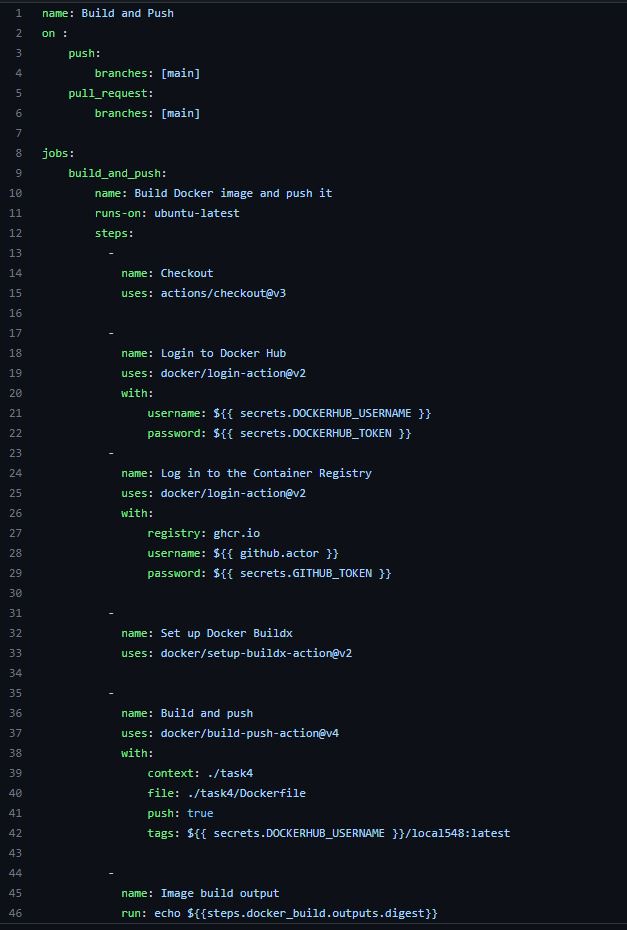 1 name: Build and Push
2 on :
3 push:
4 branches: [main]
5 pull_request:
6 branches: [main]
7
8 jobs:
9 build_and_push:
10 name: Build Docker image and push it
11 runs-on: ubuntu-latest
12 steps:
13 -
14 name: Checkout
15 uses: actions/checkout@v3
16
17 -
18 name: Login to Docker Hub
19 uses: docker/login-action@v2
20 with:
21 username: ${{ secrets.DOCKERHUB_USERNAME }}
22 password: ${{ secrets.DOCKERHUB_TOKEN }}
23 -
24 name: Log in to the Container Registry
25 uses: docker/login-action@v2
26 with:
27 registry: ghcr.io
28 username: ${{ github.actor }}
29 password: ${{ secrets.GITHUB_TOKEN }}
30
31 -
32 name: Set up Docker Buildx
33 uses: docker/setup-buildx-action@v2
34
35 -
36 name: Build and push
37 uses: docker/build-push-action@v4
38 with:
39 context: ./task4
40 file: ./task4/Dockerfile
41 push: true
42 tags: ${{ secrets.DOCKERHUB_USERNAME }}/local548:latest
43
44 -
45 name: Image build output
46 run: echo ${{steps.docker_build.outputs.digest}}